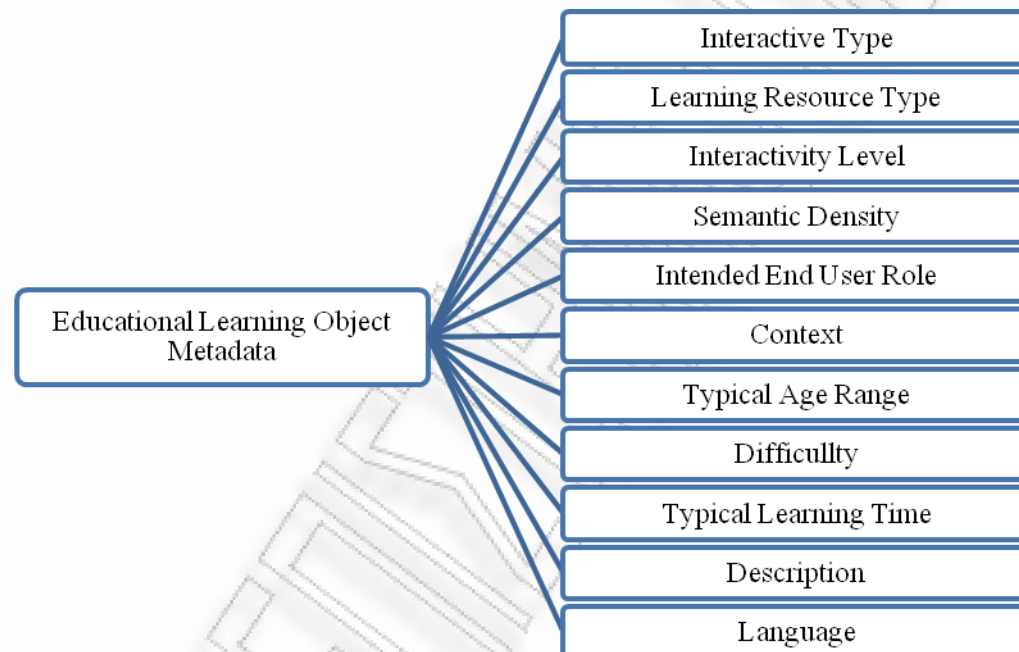 Interactive Type
Learning Resource Type
Interactivity Level
Semantic Density
Intended End User Role
Educational Learning Object
Metadata
Context
Typical Age Range
Difficullty
Typical Learning Time
Description
Language